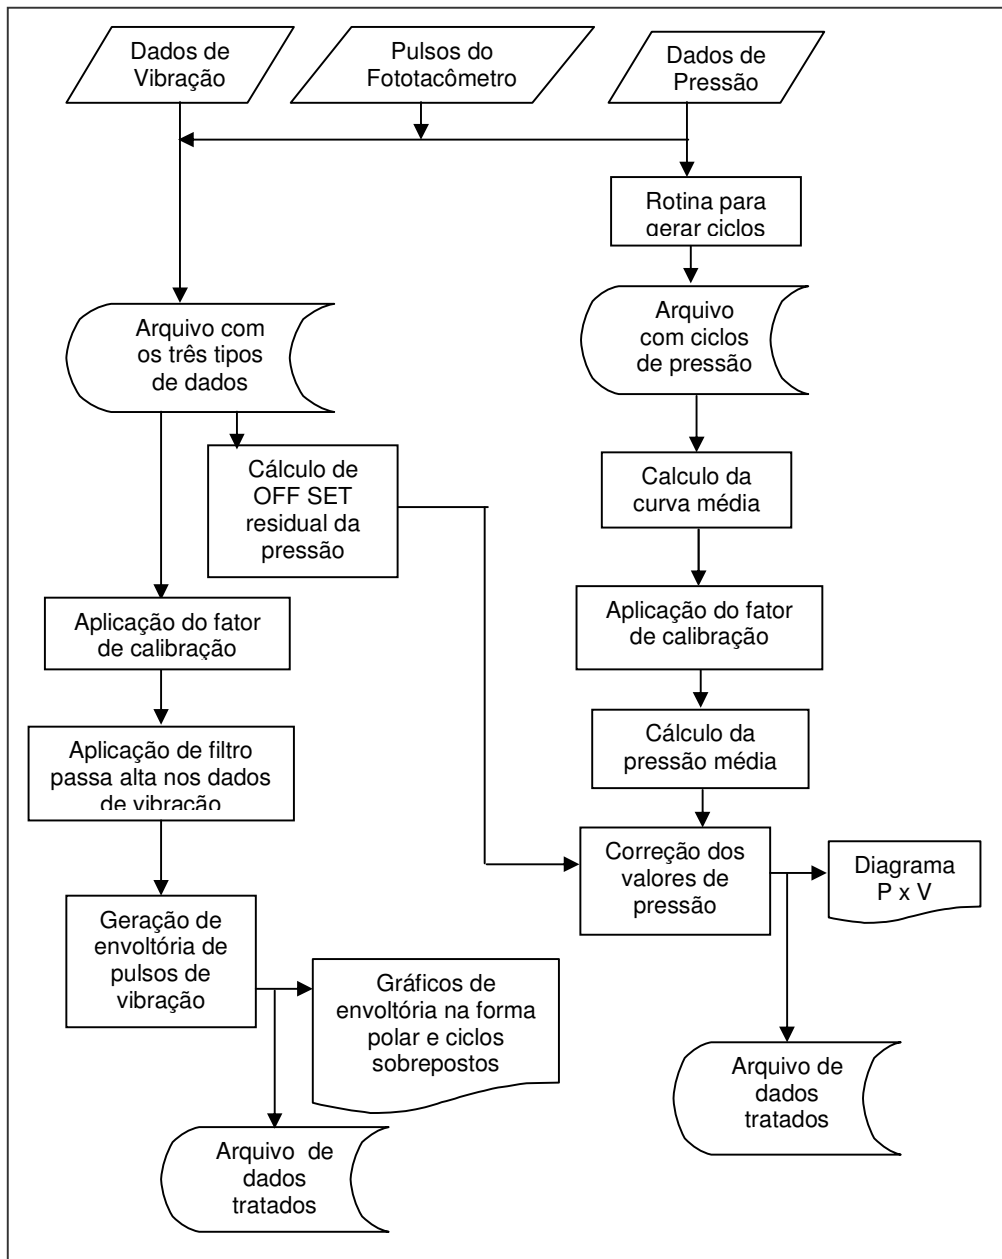 Dados de
Vibração
Pulsos do
Fototacômetro
Dados de
Pressão
Rotina para
gerar ciclos
Arquivo com
os três tipos
de dados
Arquivo
com ciclos
de pressão
Cálculo de
OFF SET
residual da
pressão
Calculo da
curva média
Aplicação do fator
de calibração
Aplicação do fator
de calibração
Aplicação de filtro
passa alta nos dados
de vibração
Cálculo da
pressão média
Correção dos
valores de
pressão
Diagrama
P x V
Geração de
envoltória de
pulsos de
vibração
Gráficos de
envoltória na forma
polar e ciclos
sobrepostos
Arquivo de
dados
tratados
Arquivo de
dados
tratados